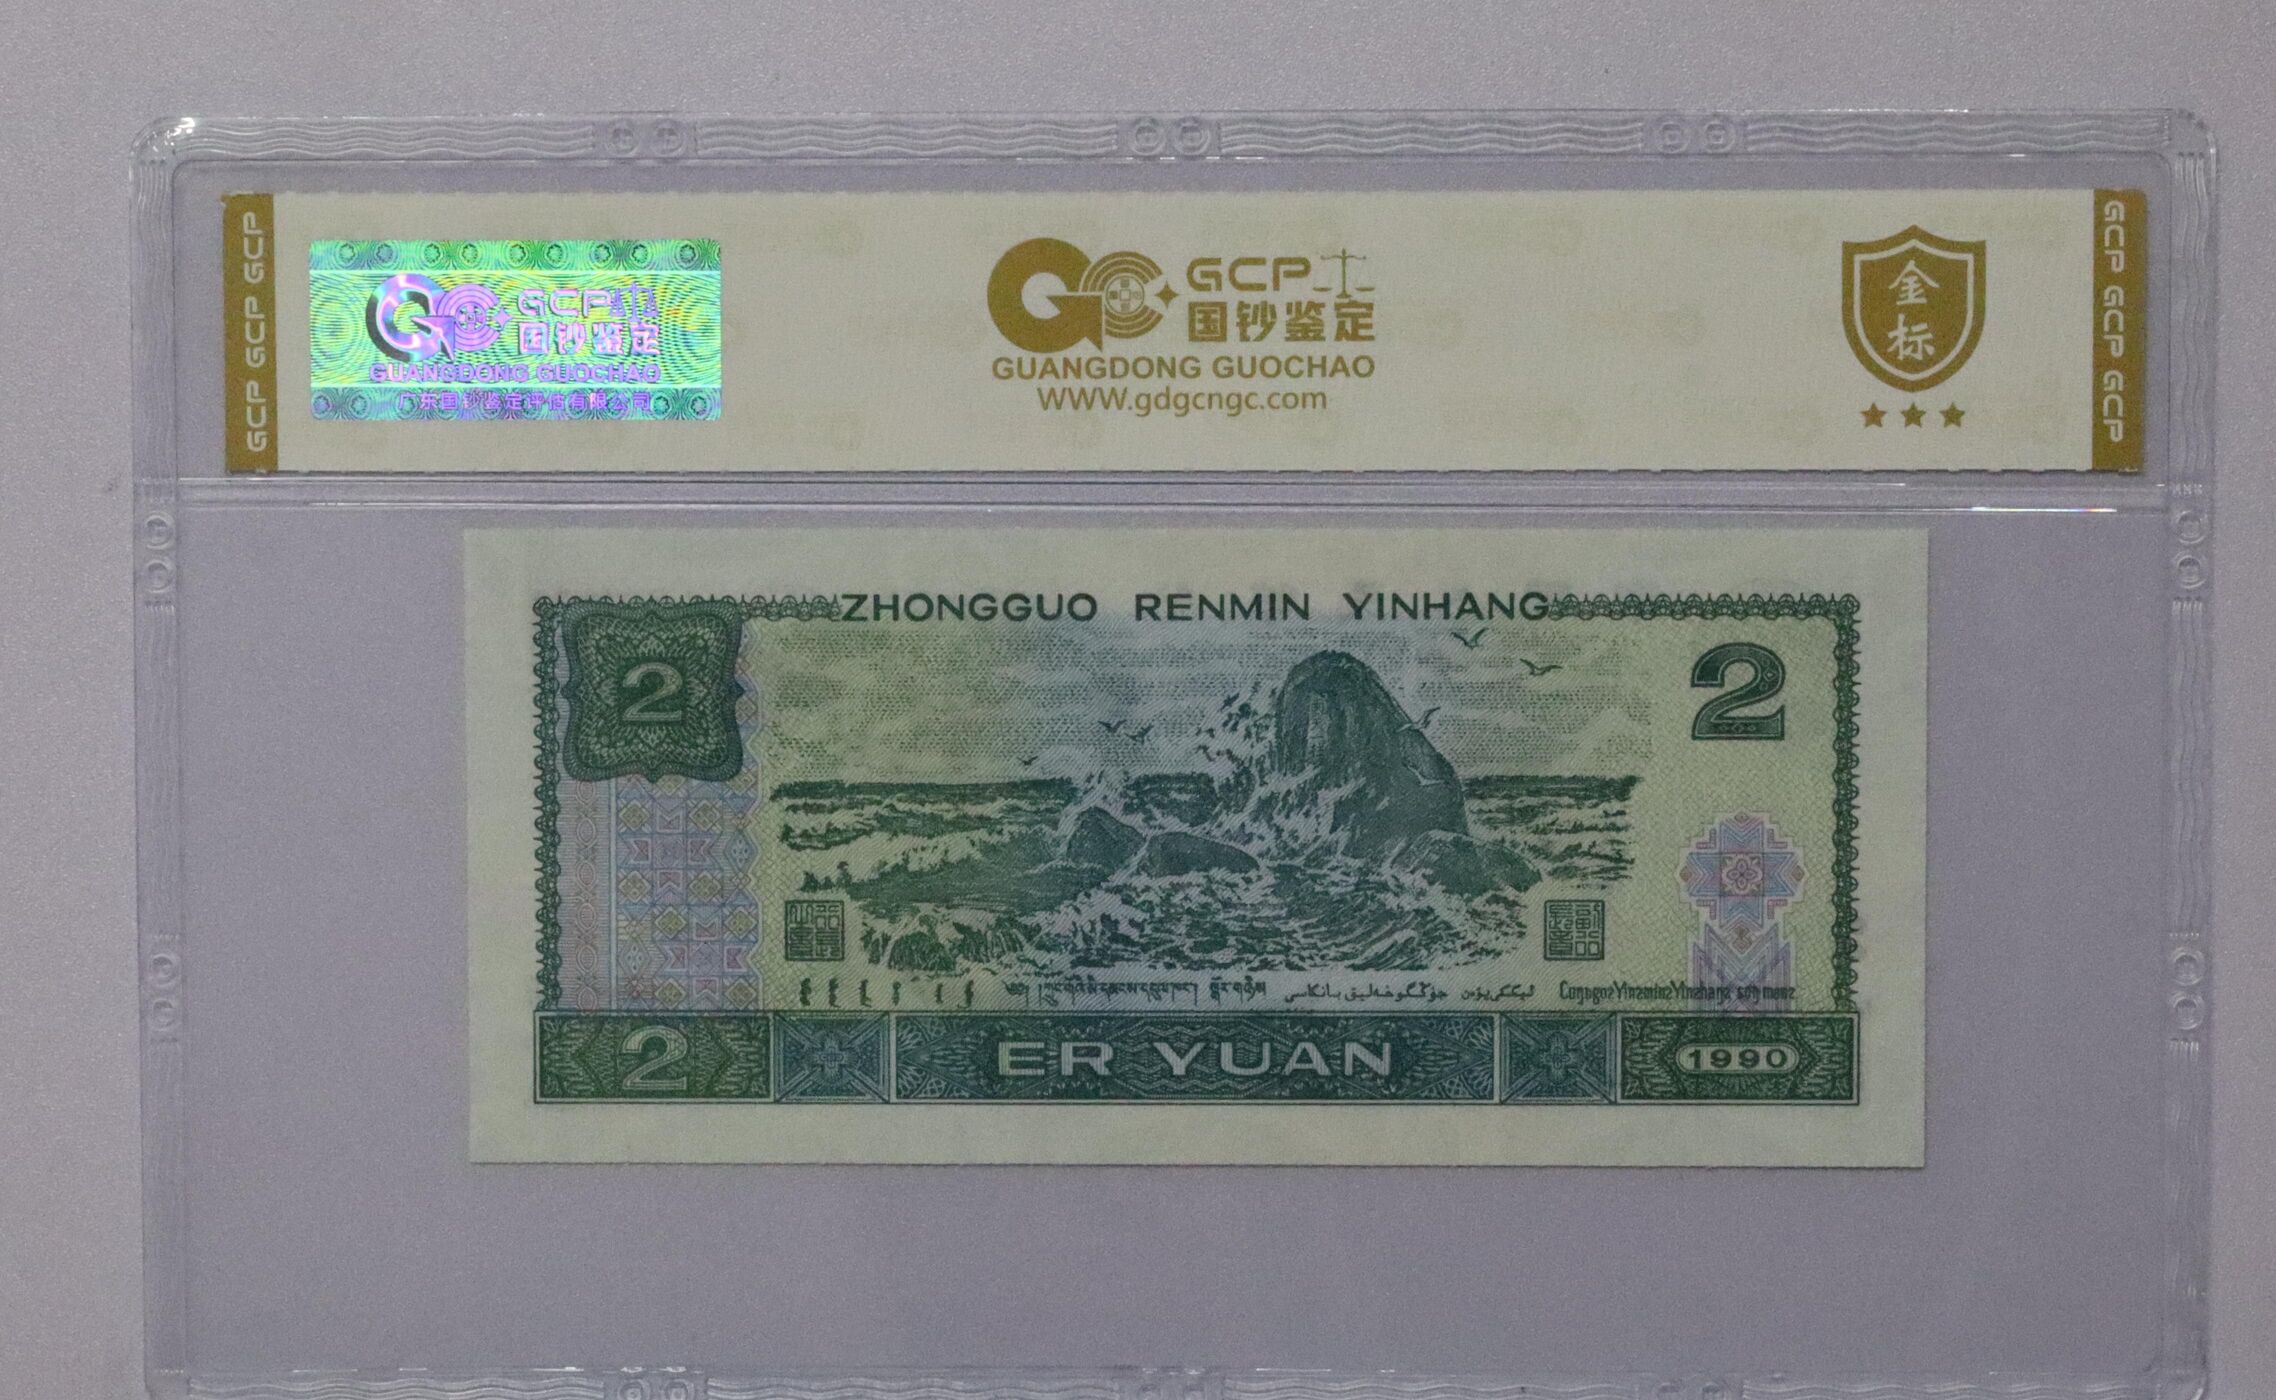 GCP GCP GCP
GCP
国钞鉴定
GUANGDONG GUOCHAO
广东国钞鉴定评估有限公司
GCP
国钞鉴定
GUANGDONG GUOCHAO
WWW.gdgcngc.com
金
标
GCP GCP GCP
ZHONGGUO RENMIN YINHANG
2
2
2
ER YUAN
1990